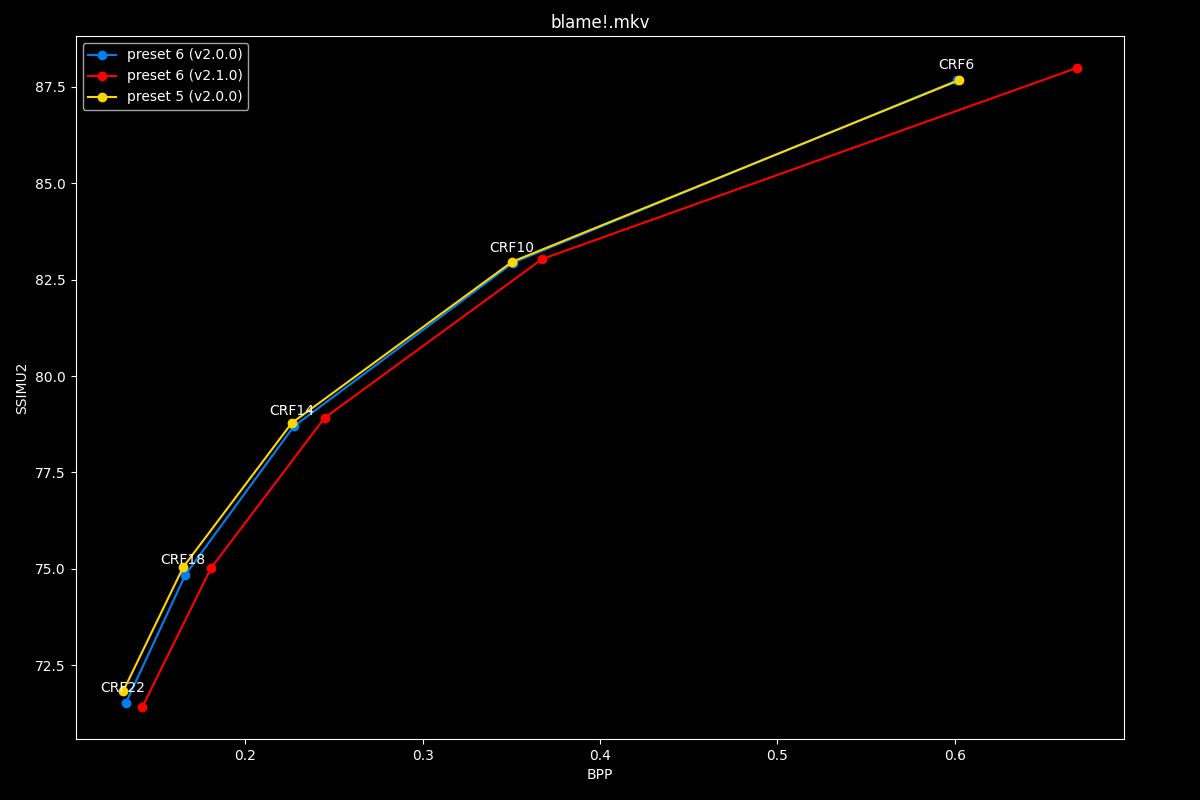 blame!.mkv
preset 6 (v2.0.0)
preset 6 (v2.1.0)
preset 5 (v2.0.0)
CRF6
CRF10
CRF14
CRF18
CRF22
87.5
85.0
82.5
80.0
77.5
75.0
72.5
SSIMU2
0.2
0.3
0.4
0.5
0.6
BPP